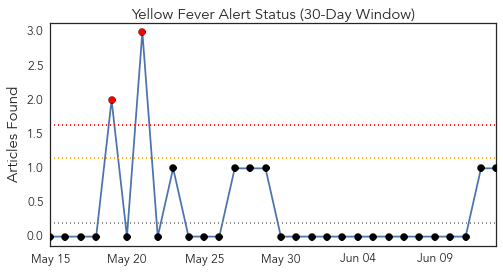 Yellow Fever Alert Status (30-Day Window)
Articles Found
3.0
2.5
2.0
1.5
1.0
0.5
0.0
May 15
May 20
May 25
May 30
Jun 04
Jun 09